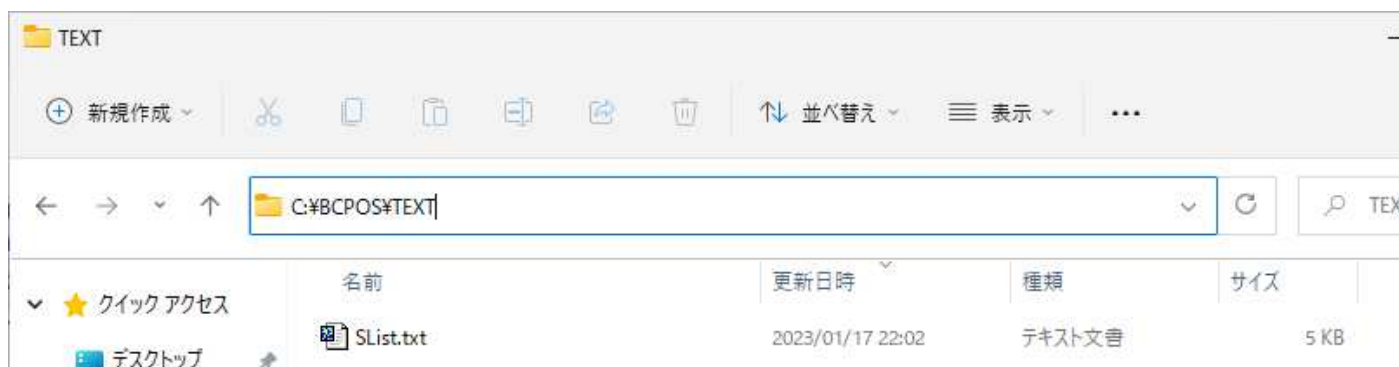 TEXT
新規作成
並べ替え
表示
C:¥BCPOS¥TEXT
TEX
名前 更新日時 種類 サイズ
クイック アクセス
SList.txt 2023/01/17 22:02 テキスト文書 5 KB
デスクトップ